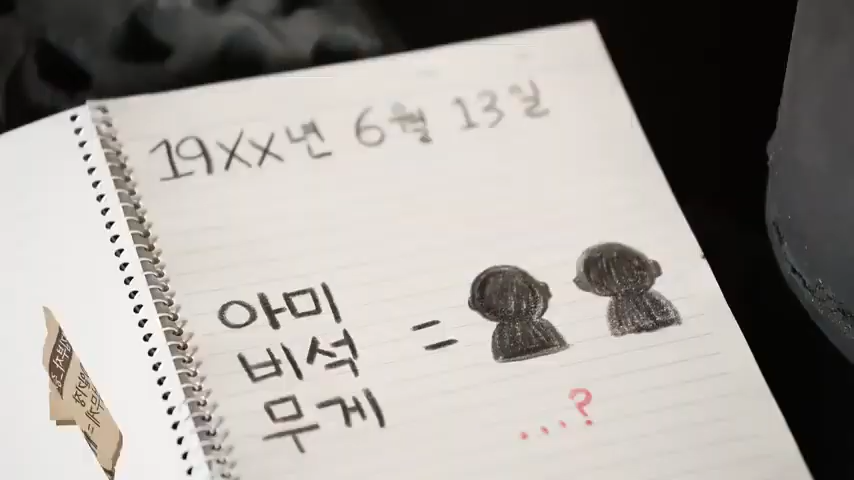 19XX년 6월 13일
아미
비석
무게
=
...?